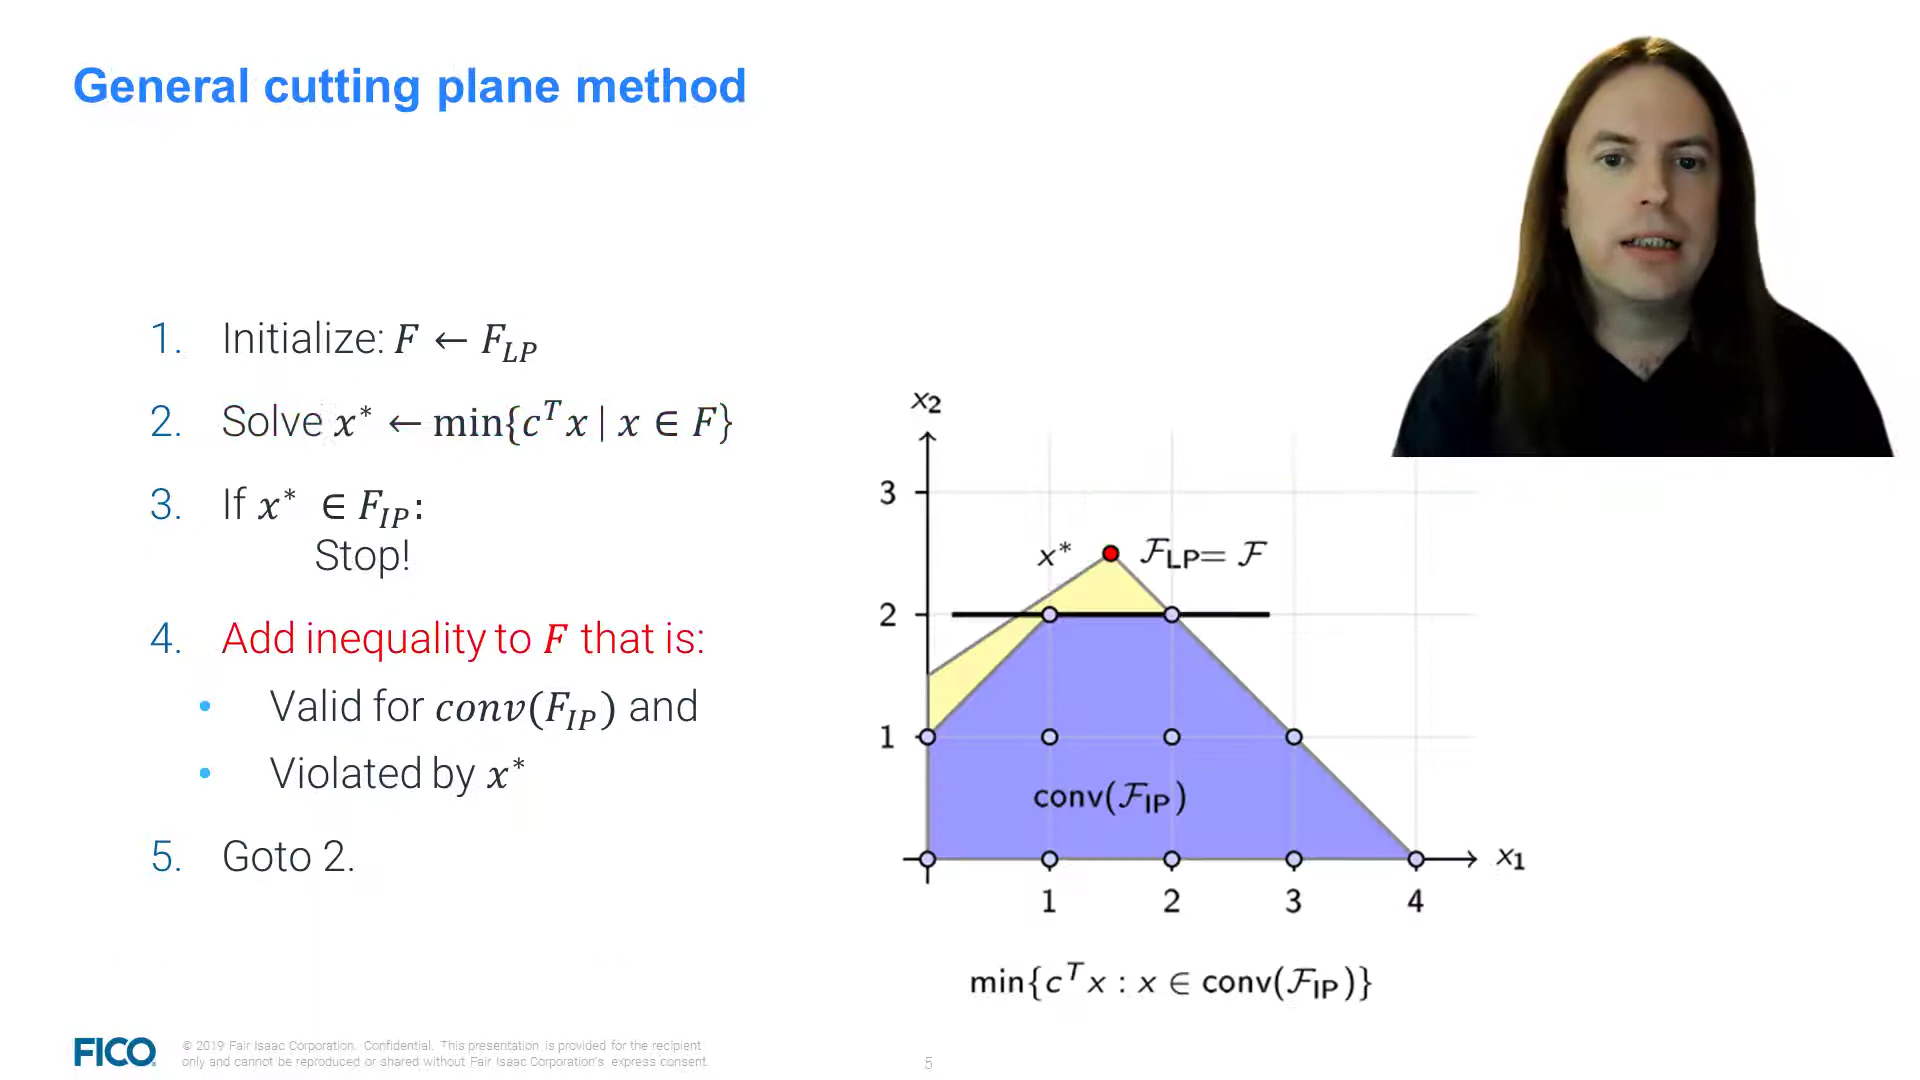 General cutting plane method
1. Initialize: F ← F_LP
2. Solve x* ← min{c^T x | x ∈ F}
3. If x* ∈ F_IP:
Stop!
4. Add inequality to F that is:
• Valid for conv(F_IP) and
• Violated by x*
5. Goto 2.
x₂
3
x* ℱ_LP= ℱ
2
1
conv(ℱ_IP)
x₁
1 2 3 4
min{c^T x : x ∈ conv(ℱ_IP)}
FICO
© 2019 Fair Isaac Corporation. Confidential. This presentation is provided for the recipient
only and cannot be reproduced or shared without Fair Isaac Corporation's express consent.
5